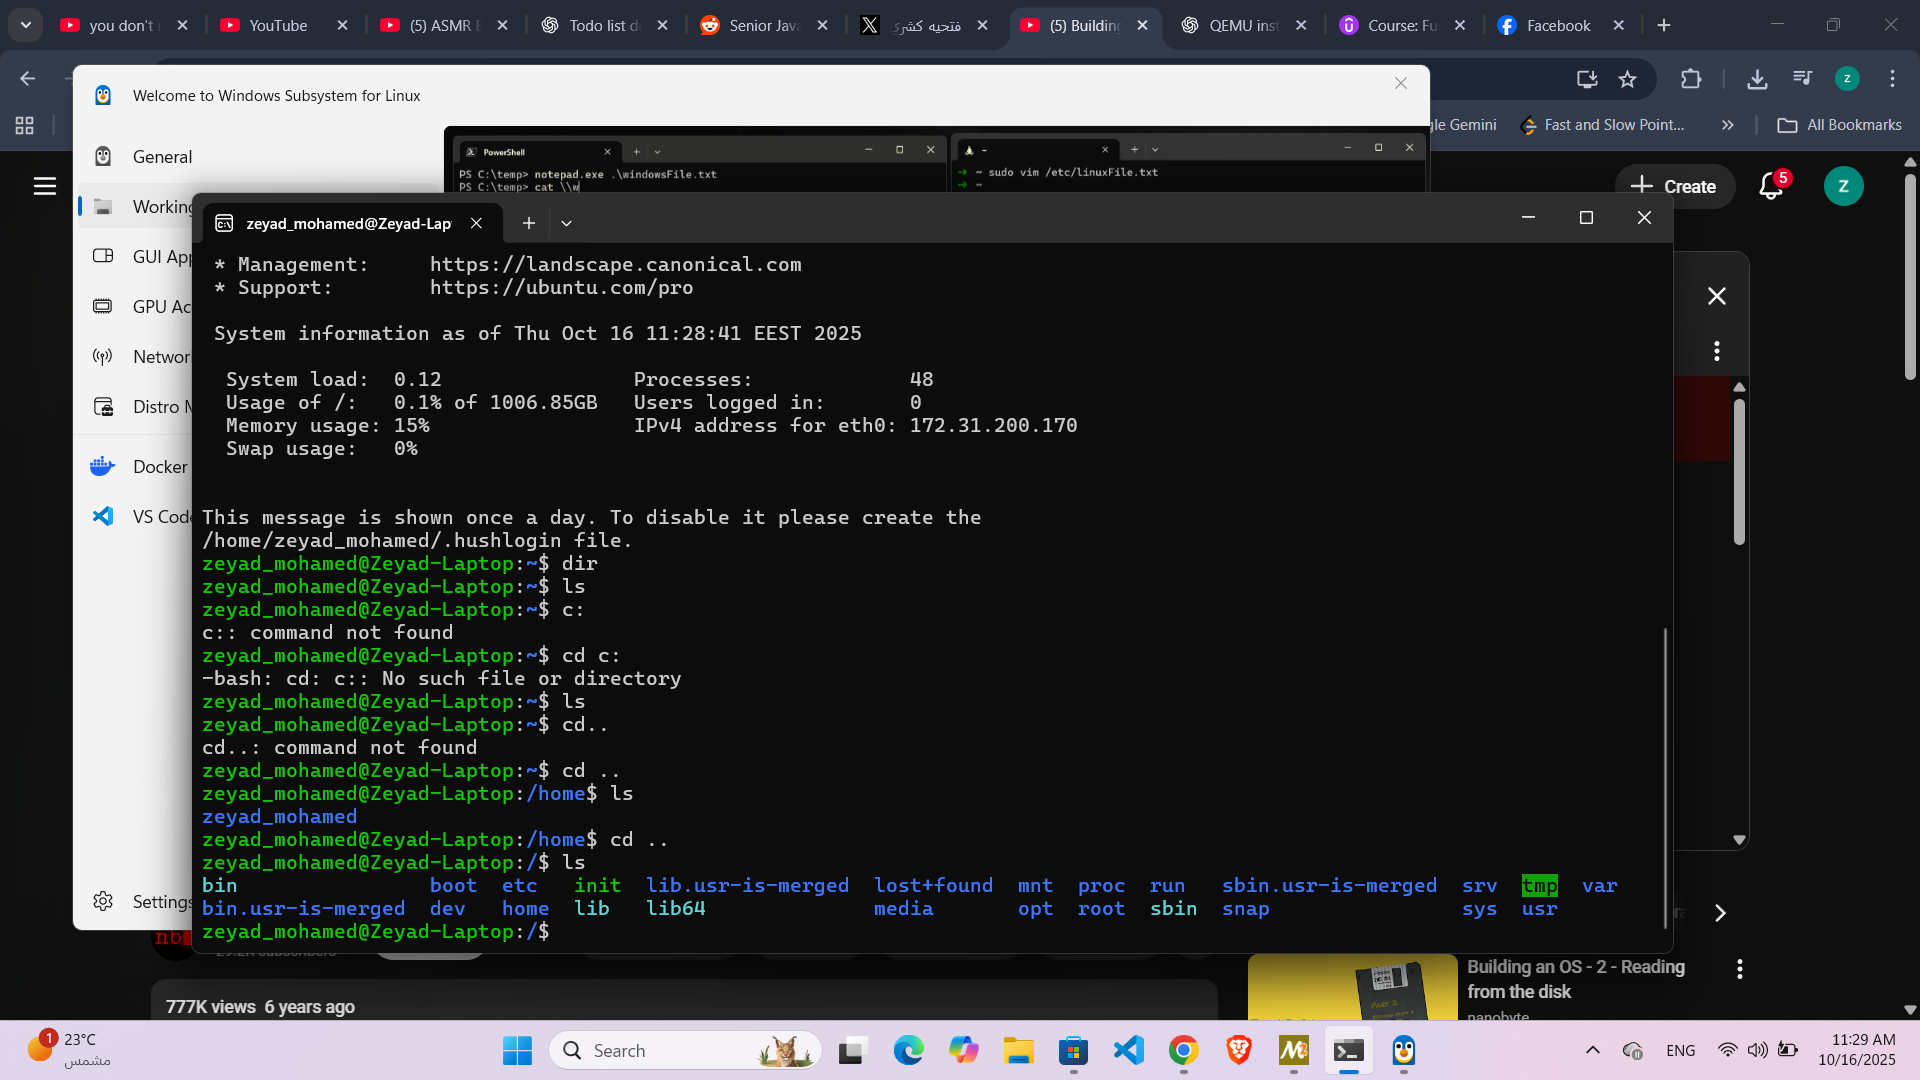 you don't
YouTube
(5) ASMR
Todo list d
Senior Java
فتحيه كشري
(5) Building
QEMU inst
Course: Fu
Facebook
gle Gemini
Fast and Slow Point...
All Bookmarks
Welcome to Windows Subsystem for Linux
General
Working
GUI App
GPU Ac
Networ
Distro M
Docker
VS Code
Settings
PowerShell
PS C:\temp> notepad.exe .\windowsFile.txt
PS C:\temp> cat \\w
~ sudo vim /etc/linuxFile.txt
~
Create
5
Z
zeyad_mohamed@Zeyad-Lap
* Management:     https://landscape.canonical.com
* Support:        https://ubuntu.com/pro
System information as of Thu Oct 16 11:28:41 EEST 2025
System load:  0.12                Processes:             48
Usage of /:   0.1% of 1006.85GB   Users logged in:       0
Memory usage: 15%                 IPv4 address for eth0: 172.31.200.170
Swap usage:   0%
This message is shown once a day. To disable it please create the
/home/zeyad_mohamed/.hushlogin file.
zeyad_mohamed@Zeyad-Laptop:~$ dir
zeyad_mohamed@Zeyad-Laptop:~$ ls
zeyad_mohamed@Zeyad-Laptop:~$ c:
c:: command not found
zeyad_mohamed@Zeyad-Laptop:~$ cd c:
-bash: cd: c:: No such file or directory
zeyad_mohamed@Zeyad-Laptop:~$ ls
zeyad_mohamed@Zeyad-Laptop:~$ cd..
cd..: command not found
zeyad_mohamed@Zeyad-Laptop:~$ cd ..
zeyad_mohamed@Zeyad-Laptop:/home$ ls
zeyad_mohamed
zeyad_mohamed@Zeyad-Laptop:/home$ cd ..
zeyad_mohamed@Zeyad-Laptop:/$ ls
bin                boot  etc   init  lib.usr-is-merged  lost+found  mnt  proc  run   sbin.usr-is-merged  srv  tmp  var
bin.usr-is-merged  dev   home  lib   lib64              media       opt  root  sbin  snap                sys  usr
zeyad_mohamed@Zeyad-Laptop:/$
777K views 6 years ago
Building an OS - 2 - Reading
from the disk
nanobyte
1
23°C
مشمس
Search
ENG
11:29 AM
10/16/2025